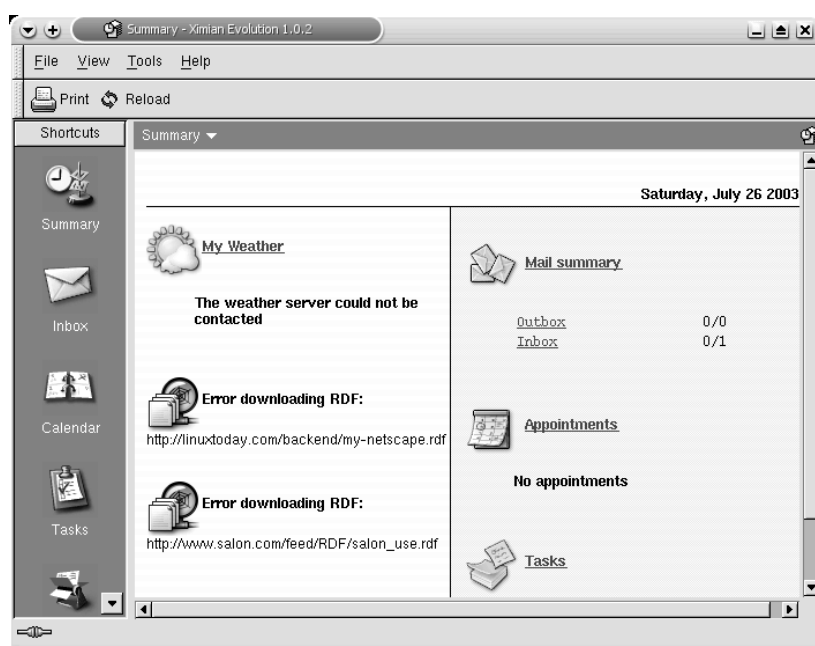 Summary - Ximian Evolution 1.0.2
File View Tools Help
Print Reload
Shortcuts
Summary
Saturday, July 26 2003
Summary
Inbox
Calendar
Tasks
My Weather
The weather server could not be
contacted
Error downloading RDF:
http://linuxtoday.com/backend/my-netscape.rdf
Error downloading RDF:
http://www.salon.com/feed/RDF/salon_use.rdf
Mail summary
Outbox 0/0
Inbox 0/1
Appointments
No appointments
Tasks